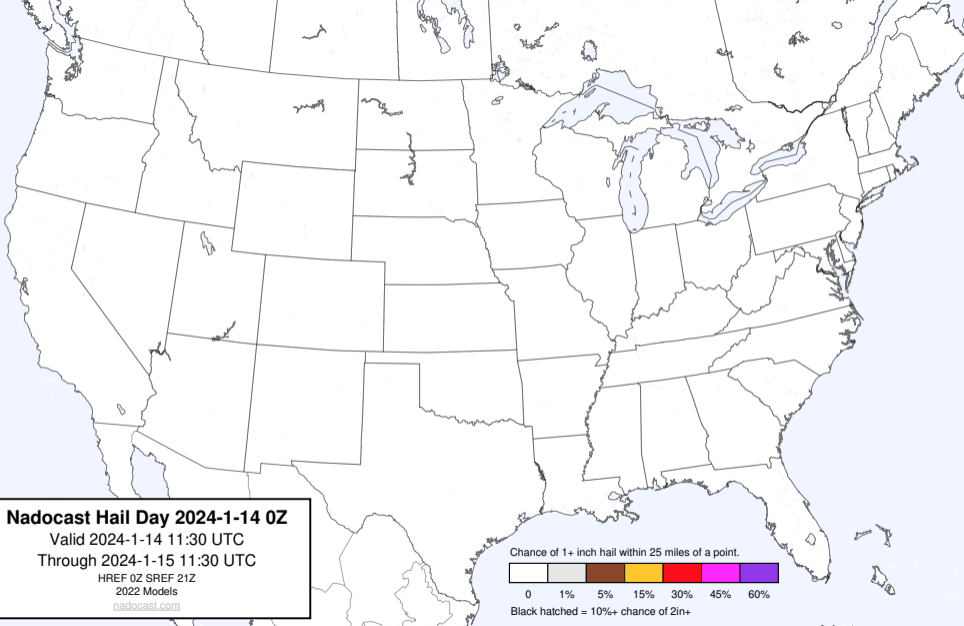 Nadocast Hail Day 2024-1-14 0Z
Valid 2024-1-14 11:30 UTC
Through 2024-1-15 11:30 UTC
HREF 0Z SREF 21Z
2022 Models
nadocast.com
Chance of 1+ inch hail within 25 miles of a point.
0 1% 5% 15% 30% 45% 60%
Black hatched = 10%+ chance of 2in+